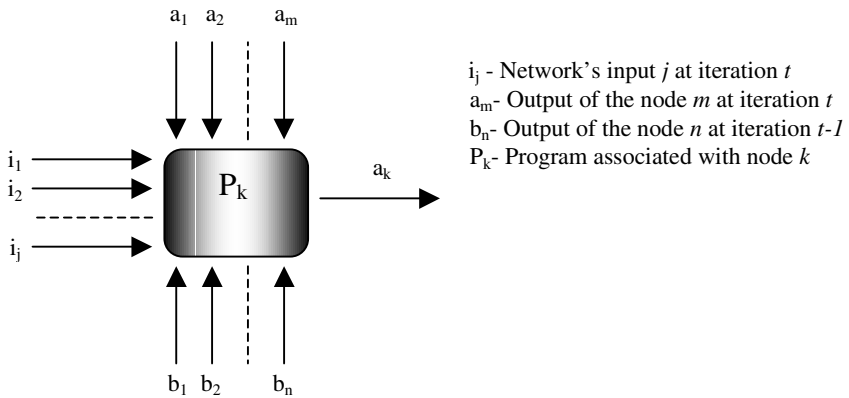 a1 a2 am
ij - Network's input j at iteration t
am- Output of the node m at iteration t
bn- Output of the node n at iteration t-1
Pk- Program associated with node k
i1
i2
ij
Pk
ak
b1 b2 bn